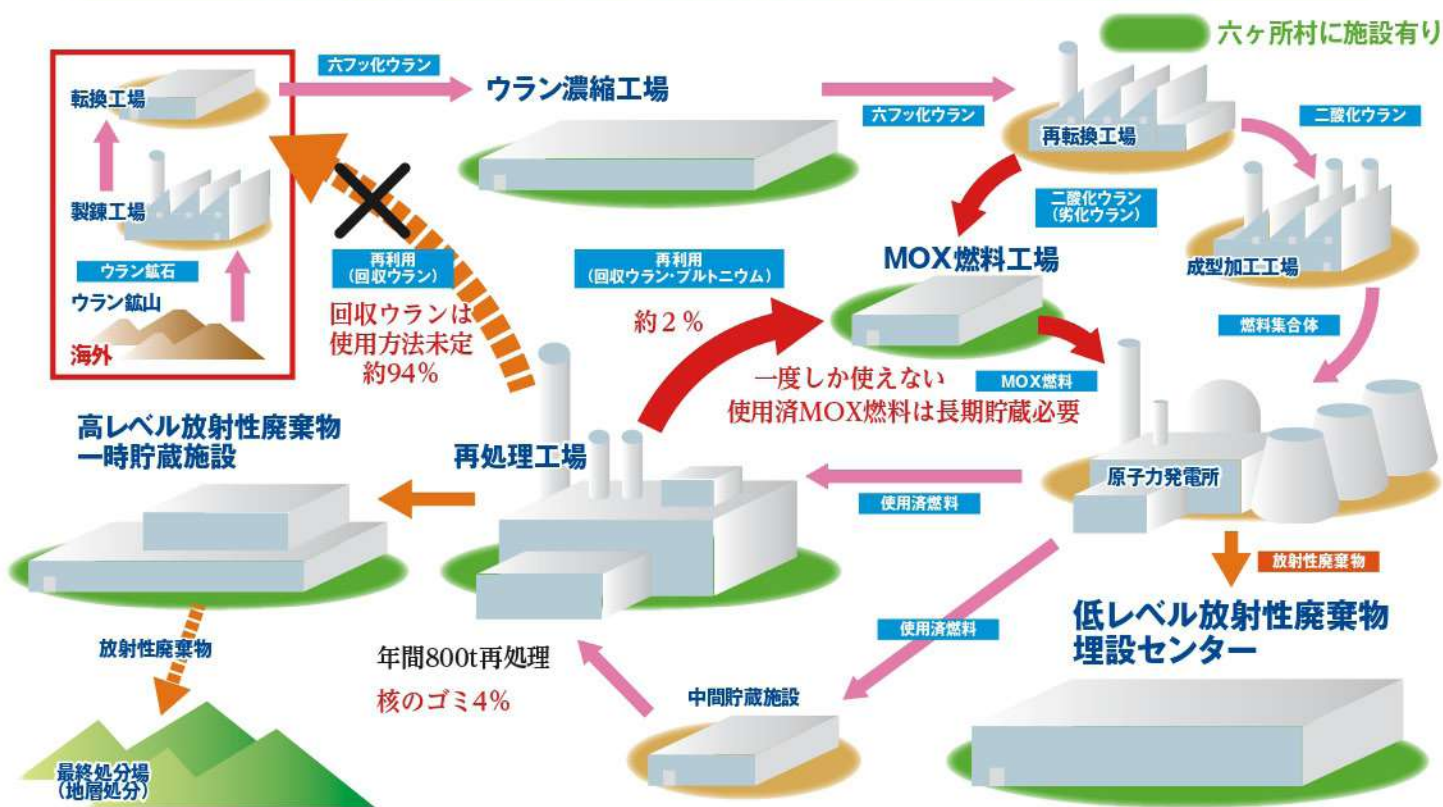 六ヶ所村に施設有り
転換工場
六フッ化ウラン
ウラン濃縮工場
六フッ化ウラン
再転換工場
二酸化ウラン
製錬工場
ウラン鉱石
ウラン鉱山
海外
再利用
(回収ウラン)
回収ウランは
使用方法未定
約94%
再利用
(回収ウラン・プルトニウム)
約2%
二酸化ウラン
(劣化ウラン)
MOX燃料工場
成型加工工場
燃料集合体
一度しか使えない
MOX燃料
使用済MOX燃料は長期貯蔵必要
高レベル放射性廃棄物
一時貯蔵施設
再処理工場
原子力発電所
使用済燃料
放射性廃棄物
低レベル放射性廃棄物
埋設センター
使用済燃料
放射性廃棄物
年間800t再処理
核のゴミ4%
中間貯蔵施設
最終処分場
(地層処分)